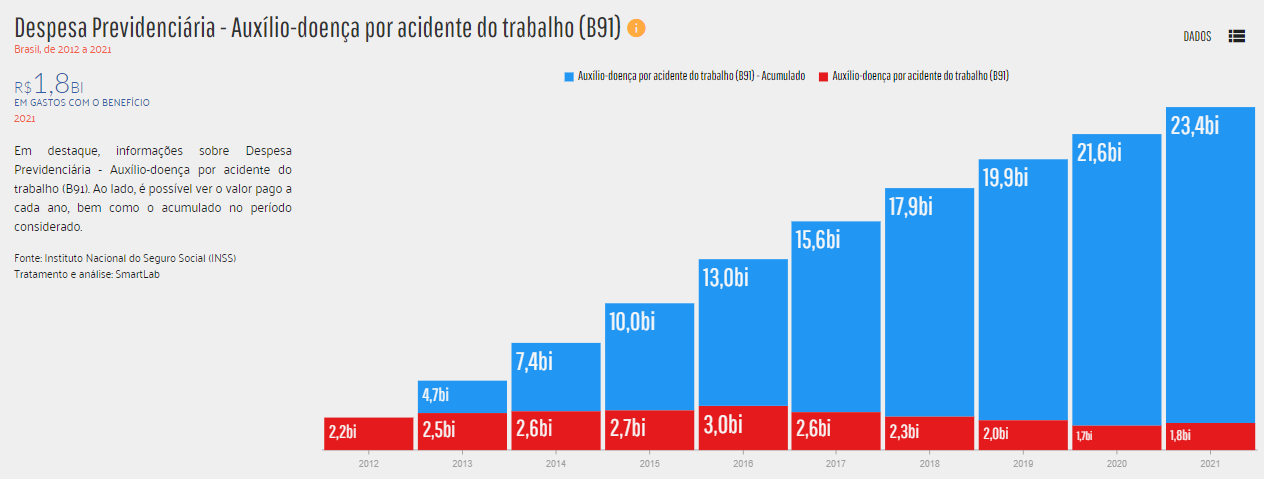 Despesa Previdenciária - Auxílio-doença por acidente do trabalho (B91) i
Brasil, de 2012 a 2021
DADOS
R$1,8BI
EM GASTOS COM O BENEFÍCIO
2021
Em destaque, informações sobre Despesa
Previdenciária - Auxílio-doença por acidente do
trabalho (B91). Ao lado, é possível ver o valor pago a
cada ano, bem como o acumulado no período
considerado.
Fonte: Instituto Nacional do Seguro Social (INSS)
Tratamento e análise: SmartLab
Auxílio-doença por acidente do trabalho (B91) - Acumulado
Auxílio-doença por acidente do trabalho (B91)
4,7bi
7,4bi
10,0bi
13,0bi
15,6bi
17,9bi
19,9bi
21,6bi
23,4bi
2,2bi
2,5bi
2,6bi
2,7bi
3,0bi
2,6bi
2,3bi
2,0bi
1,7bi
1,8bi
2012
2013
2014
2015
2016
2017
2018
2019
2020
2021